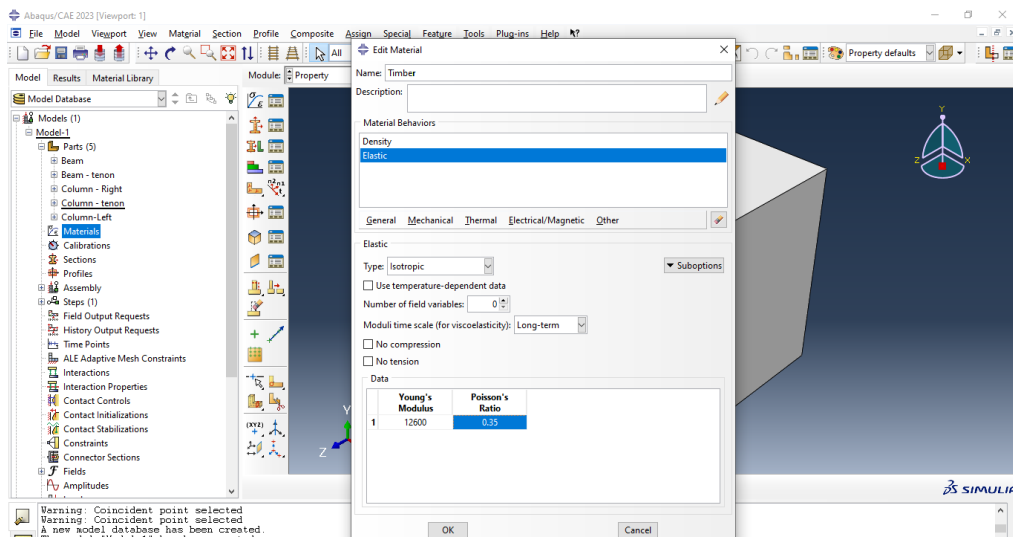 Abaqus/CAE 2023 [Viewport: 1]
File Model Viewport View Material Section Profile Composite Assign Special Feature Tools Plug-ins Help
All
Property defaults
Model Results Material Library
Module: Property
Model Database
Models (1)
Model-1
Parts (5)
Beam
Beam - tenon
Column - Right
Column - tenon
Column-Left
Materials
Calibrations
Sections
Profiles
Assembly
Steps (1)
Field Output Requests
History Output Requests
Time Points
ALE Adaptive Mesh Constraints
Interactions
Interaction Properties
Contact Controls
Contact Initializations
Contact Stabilizations
Constraints
Connector Sections
Fields
Amplitudes
Edit Material
Name: Timber
Description:
Material Behaviors
Density
Elastic
General Mechanical Thermal Electrical/Magnetic Other
Elastic
Type: Isotropic
Suboptions
Use temperature-dependent data
Number of field variables: 0
Moduli time scale (for viscoelasticity): Long-term
No compression
No tension
Data
Young's Modulus
Poisson's Ratio
1 12600 0.35
OK Cancel
Y
Z
X
Y
Z
SIMULIA
Warning: Coincident point selected
Warning: Coincident point selected
A new model database has been created.